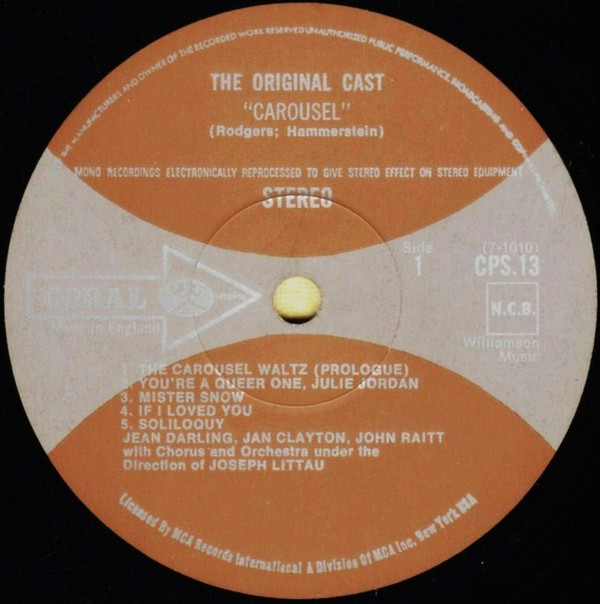 THE MANUFACTURERS AND OWNER OF THE RECORDED WORK RESERVED UNAUTHORIZED PUBLIC PERFORMANCE, BROADCASTING AND COPYING PROHIBITED
THE ORIGINAL CAST
"CAROUSEL"
(Rodgers; Hammerstein)
MONO RECORDINGS ELECTRONICALLY REPROCESSED TO GIVE STEREO EFFECT ON STEREO EQUIPMENT
STEREO
Side
1
(7-1010)
CPS.13
CORAL
RECORDS
Made in England
N.C.B.
Williamson
Music
1. THE CAROUSEL WALTZ (PROLOGUE)
2. YOU'RE A QUEER ONE, JULIE JORDAN
3. MISTER SNOW
4. IF I LOVED YOU
5. SOLILOQUY
JEAN DARLING, JAN CLAYTON, JOHN RAITT
with Chorus and Orchestra under the
Direction of JOSEPH LITTAU
Licensed By MCA Records International A Division Of MCA Inc. New York USA